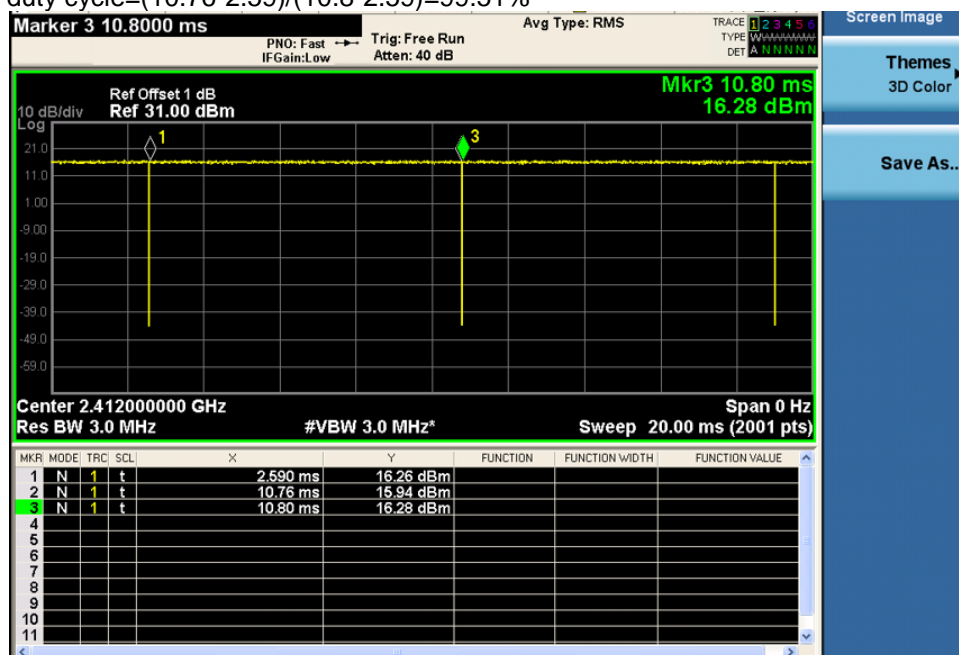 duty cycle=(10.76-2.59)/(10.8-2.59)=99.51%
Marker 3 10.8000 ms
PNO: Fast
IFGain:Low
Trig: Free Run
Atten: 40 dB
Avg Type: RMS
TRACE 1 2 3 4 5 6
TYPE WWWWWW
DET A N N N N N
Screen Image
Themes
3D Color
Save As..
Mkr3 10.80 ms
16.28 dBm
Ref Offset 1 dB
10 dB/div Ref 31.00 dBm
Log
1
3
21.0
11.0
1.00
-9.00
-19.0
-29.0
-39.0
-49.0
-59.0
Center 2.412000000 GHz Span 0 Hz
Res BW 3.0 MHz #VBW 3.0 MHz* Sweep 20.00 ms (2001 pts)
MKR MODE TRC SCL X Y FUNCTION FUNCTION WIDTH FUNCTION VALUE
1 N 1 t 2.590 ms 16.26 dBm
2 N 1 t 10.76 ms 15.94 dBm
3 N 1 t 10.80 ms 16.28 dBm
4
5
6
7
8
9
10
11